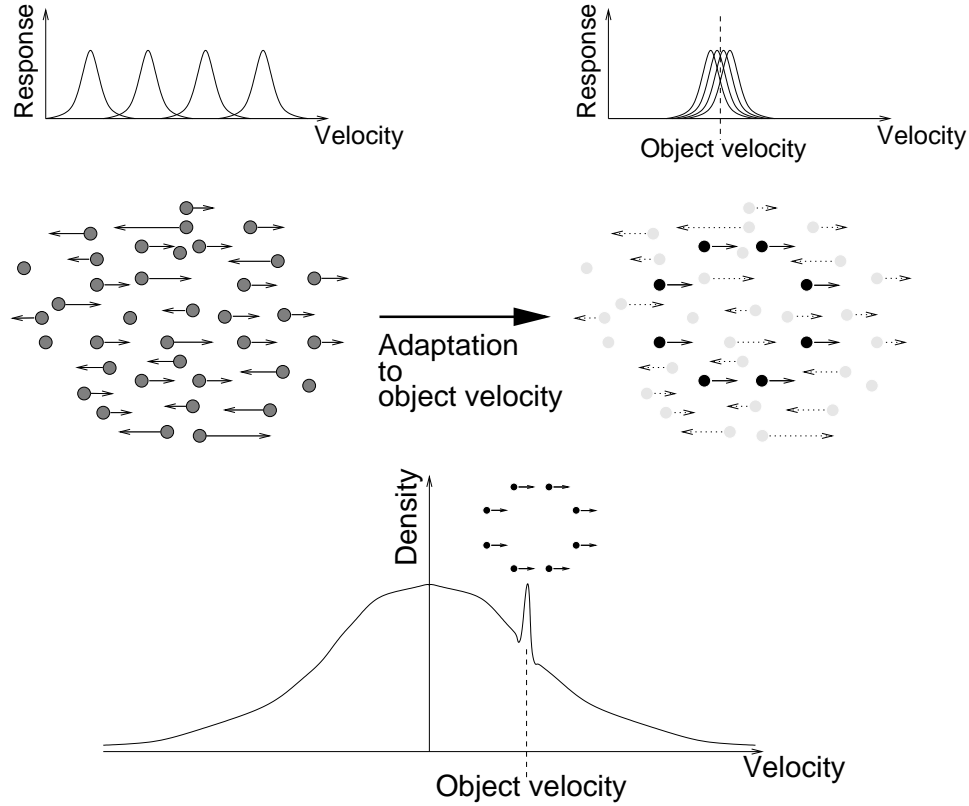 Response
Velocity
Response
Velocity
Object velocity
Adaptation
to
object velocity
Density
Velocity
Object velocity